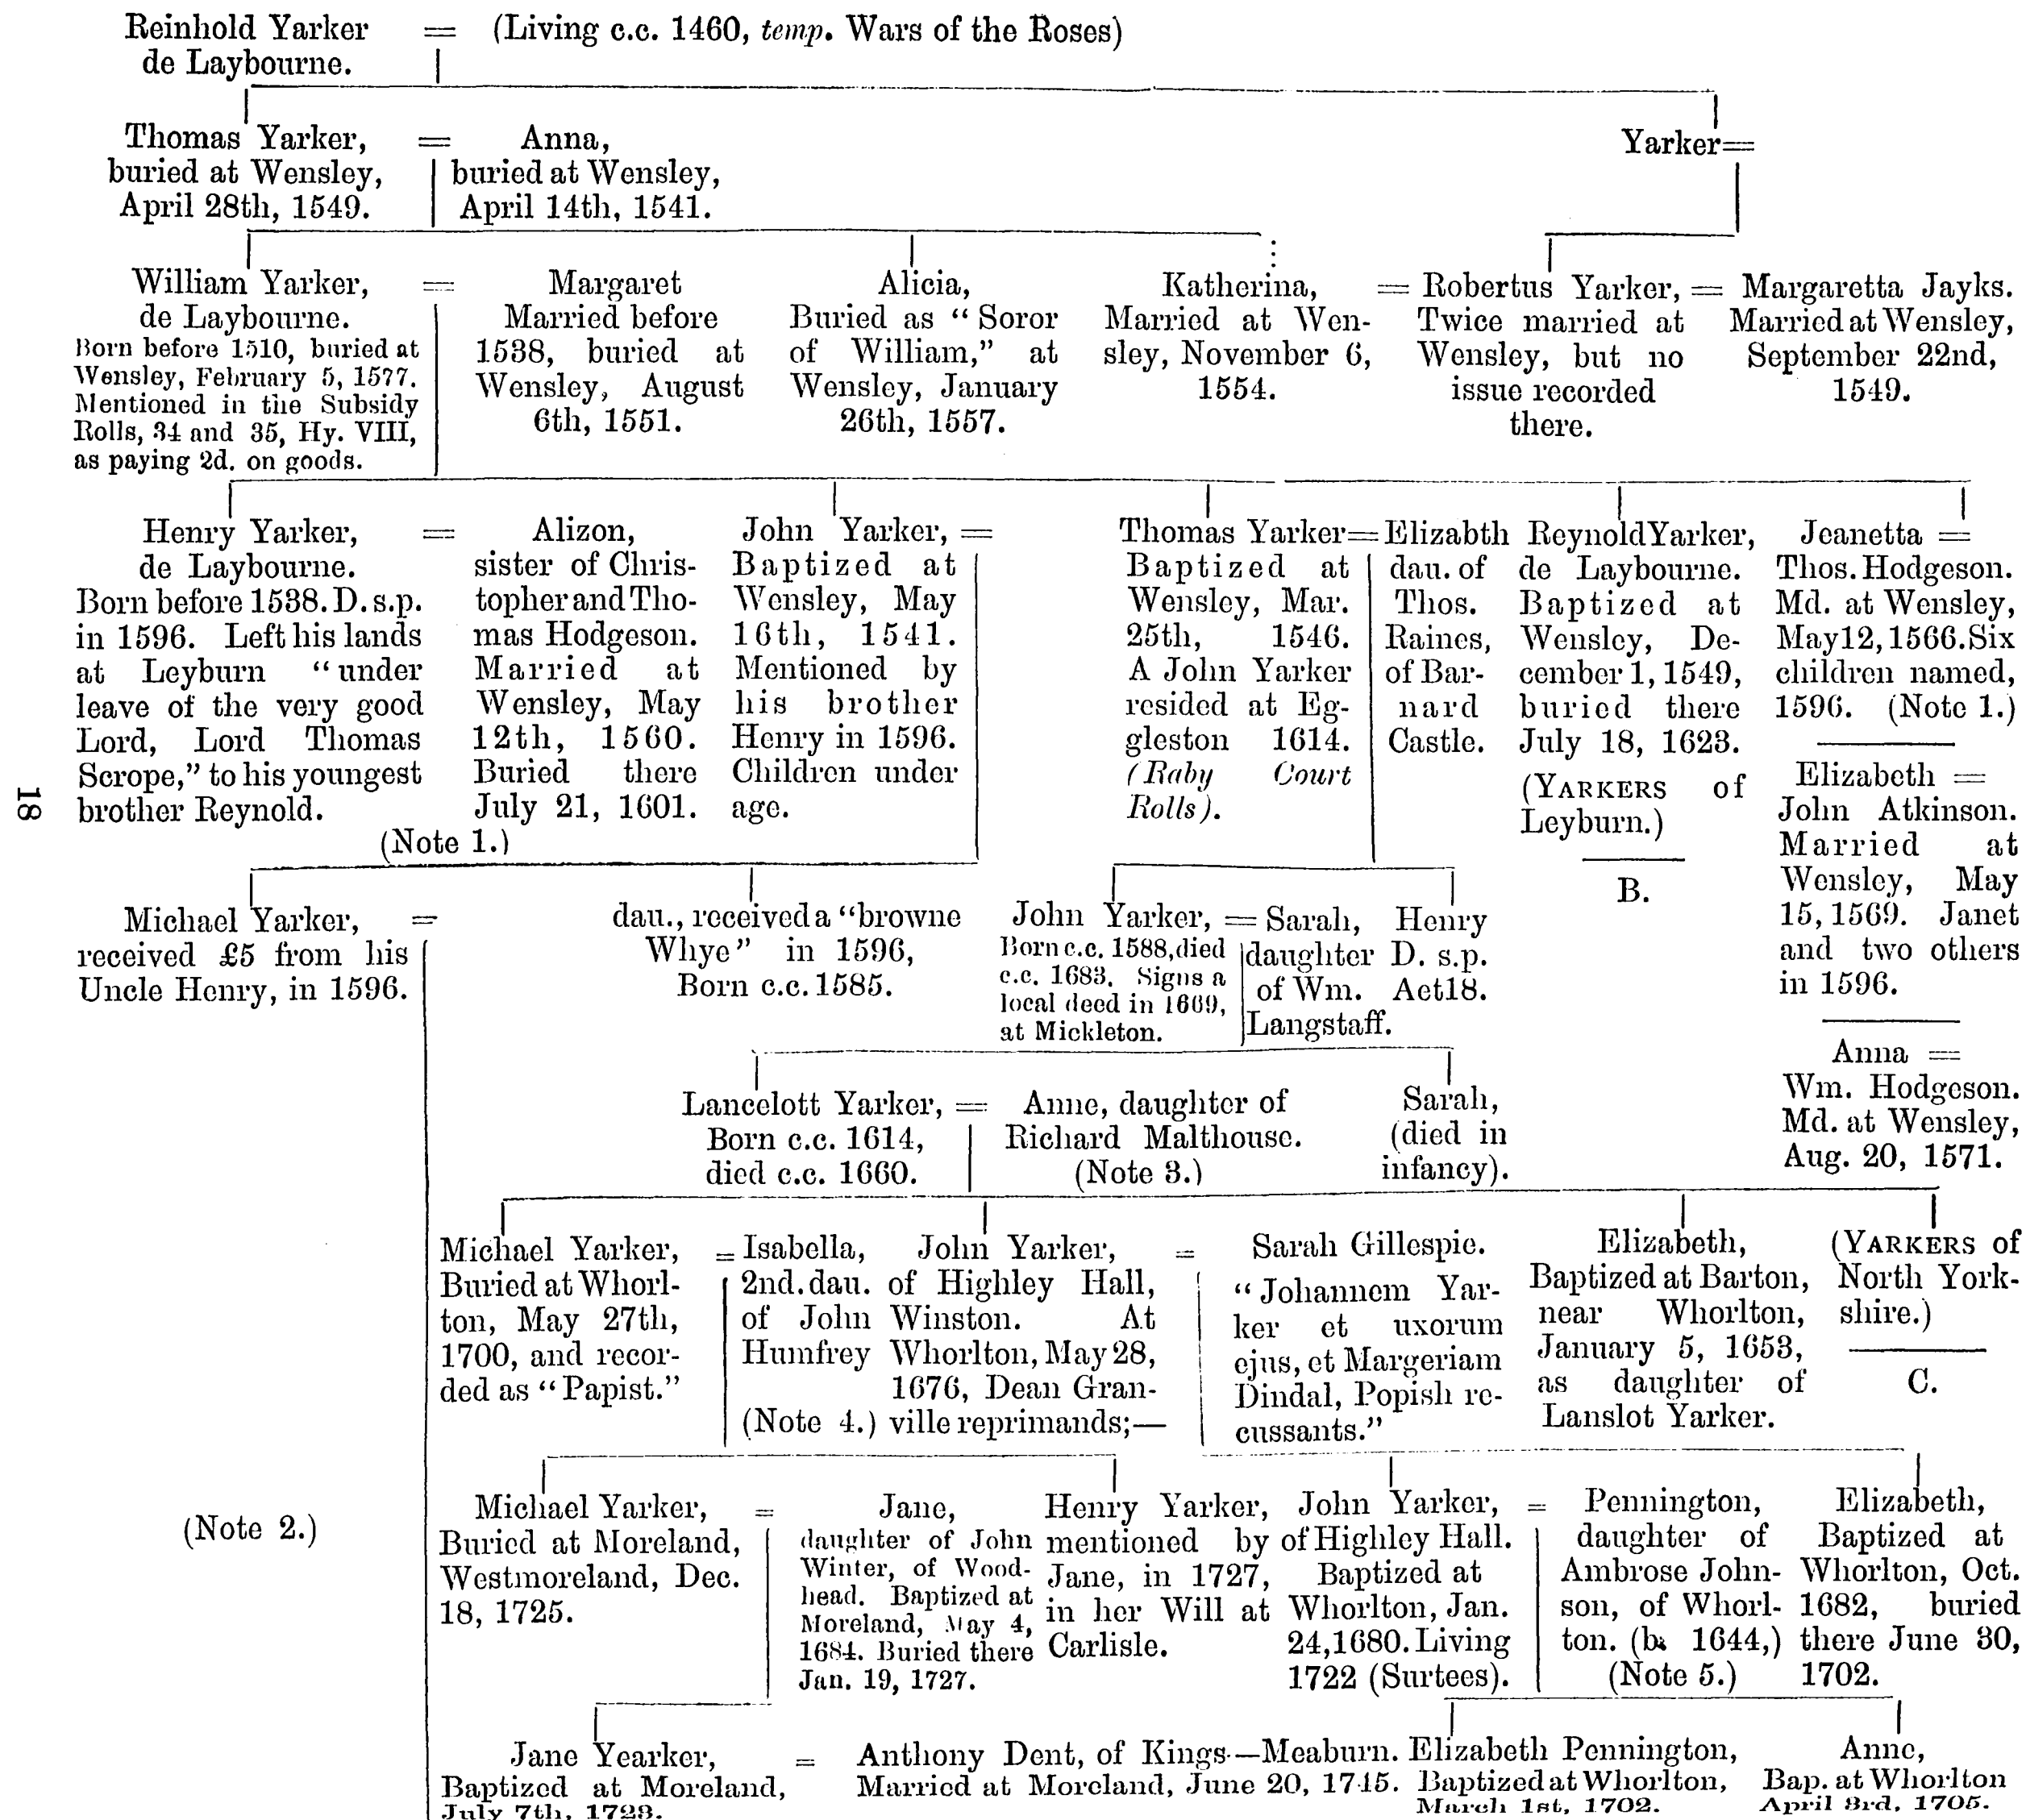 Reinhold Yarker = (Living c.c. 1460, temp. Wars of the Roses)
de Laybourne.
Thomas Yarker, =
buried at Wensley,
April 28th, 1549.
Anna,
buried at Wensley,
April 14th, 1541.
Yarker=
William Yarker, =
de Laybourne.
Born before 1510, buried at
Wensley, February 5, 1577.
Mentioned in the Subsidy
Rolls, 34 and 35, Hy. VIII,
as paying 2d. on goods.
Margaret
Married before
1538, buried at
Wensley, August
6th, 1551.
Alicia,
Buried as "Soror
of William," at
Wensley, January
26th, 1557.
Katherina, =
Married at Wen-
sley, November 6,
1554.
Robertus Yarker, =
Twice married at
Wensley, but no
issue recorded
there.
Margaretta Jayks.
Married at Wensley,
September 22nd,
1549.
Henry Yarker, =
de Laybourne.
Born before 1538. D. s.p.
in 1596. Left his lands
at Leyburn "under
leave of the very good
Lord, Lord Thomas
Scrope," to his youngest
brother Reynold.
(Note 1.)
Alizon,
sister of Chris-
topher and Tho-
mas Hodgeson.
Married at
Wensley, May
12th, 1560.
Buried there
July 21, 1601.
John Yarker, =
Baptized at
Wensley, May
16th, 1541.
Mentioned by
his brother
Henry in 1596.
Children under
age.
Thomas Yarker=
Baptized at
Wensley, Mar.
25th, 1546.
A John Yarker
resided at Eg-
gleston 1614.
(Raby Court
Rolls).
Elizabth
dau. of
Thos.
Raines,
of Bar-
nard
Castle.
Reynold Yarker,
de Laybourne.
Baptized at
Wensley, De-
cember 1, 1549,
buried there
July 18, 1623.
(YARKERS of
Leyburn.)
B.
Jeanetta =
Thos. Hodgeson.
Md. at Wensley,
May 12, 1566. Six
children named,
1596. (Note 1.)
Elizabeth =
John Atkinson.
Married at
Wensley, May
15, 1569. Janet
and two others
in 1596.
Anna =
Wm. Hodgeson.
Md. at Wensley,
Aug. 20, 1571.
18
Michael Yarker, =
received £5 from his
Uncle Henry, in 1596.
dau., received a "browne
Whye" in 1596,
Born c.c. 1585.
John Yarker, =
Born c.c. 1588, died
c.c. 1683. Signs a
local deed in 1669,
at Mickleton.
Sarah,
daughter
of Wm.
Langstaff.
Henry
D. s.p.
Aet 18.
Lancelott Yarker, =
Born c.c. 1614,
died c.c. 1660.
Anne, daughter of
Richard Malthouse.
(Note 3.)
Sarah,
(died in
infancy).
Michael Yarker, =
Buried at Whorl-
ton, May 27th,
1700, and recor-
ded as "Papist."
Isabella,
2nd. dau.
of John
Humfrey
(Note 4.)
John Yarker, =
of Highley Hall,
Winston. At
Whorlton, May 28,
1676, Dean Gran-
ville reprimands;—
Sarah Gillespie.
"Johannem Yar-
ker et uxorum
ejus, et Margeriam
Dindal, Popish re-
cussants."
Elizabeth,
Baptized at Barton,
near Whorlton,
January 5, 1653,
as daughter of
Lanslot Yarker.
(YARKERS of
North York-
shire.)
C.
(Note 2.)
Michael Yarker, =
Buried at Moreland,
Westmoreland, Dec.
18, 1725.
Jane,
daughter of John
Winter, of Wood-
head. Baptized at
Moreland, May 4,
1684. Buried there
Jan. 19, 1727.
Henry Yarker,
mentioned by
Jane, in 1727,
in her Will at
Carlisle.
John Yarker, =
of Highley Hall.
Baptized at
Whorlton, Jan.
24, 1680. Living
1722 (Surtees).
Pennington,
daughter of
Ambrose John-
son, of Whorl-
ton. (b. 1644,)
(Note 5.)
Elizabeth,
Baptized at
Whorlton, Oct.
1682, buried
there June 30,
1702.
Jane Yearker, =
Baptized at Moreland,
July 7th, 1723.
Anthony Dent, of Kings—Meaburn.
Married at Moreland, June 20, 1745.
Elizabeth Pennington,
Baptized at Whorlton,
March 1st, 1702.
Anne,
Bap. at Whorlton
April 3rd, 1705.